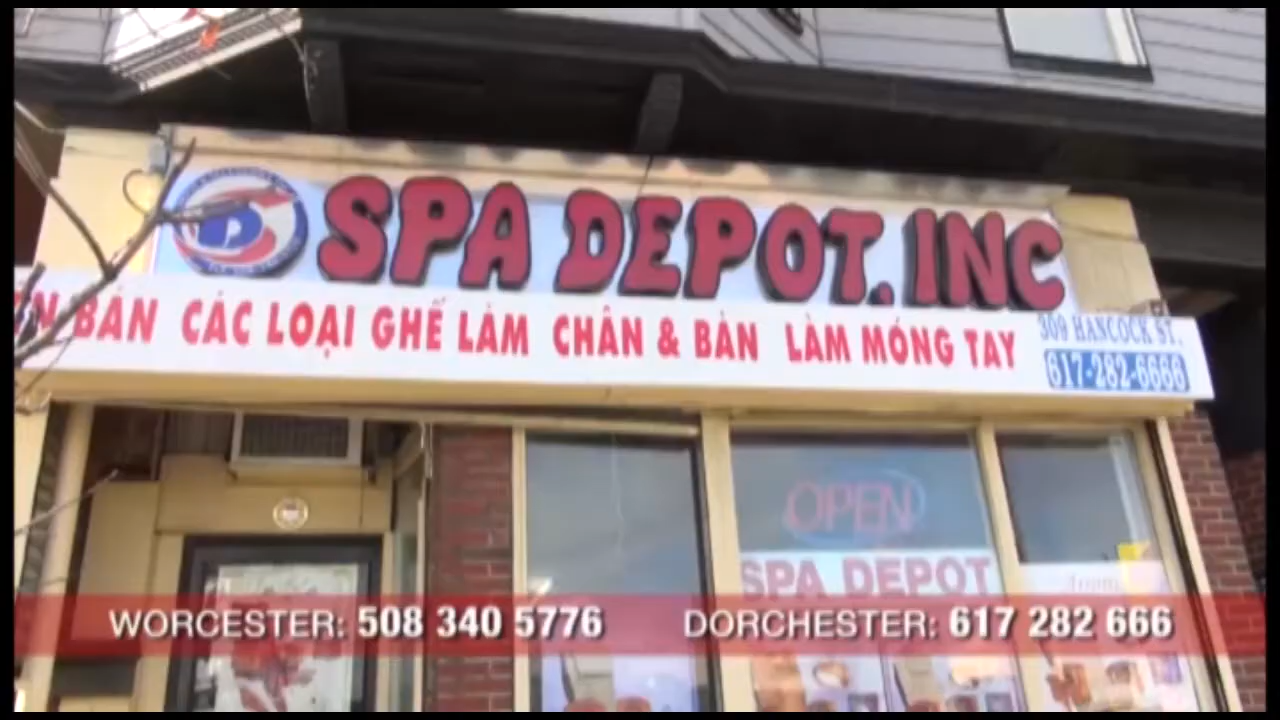 SPA DEPOT. INC
BÁN CÁC LOẠI GHẾ LÀM CHÂN & BÀN LÀM MÓNG TAY
309 HANCOCK ST.
617-282-6666
OPEN
SPA DEPOT
WORCESTER: 508 340 5776 DORCHESTER: 617 282 666